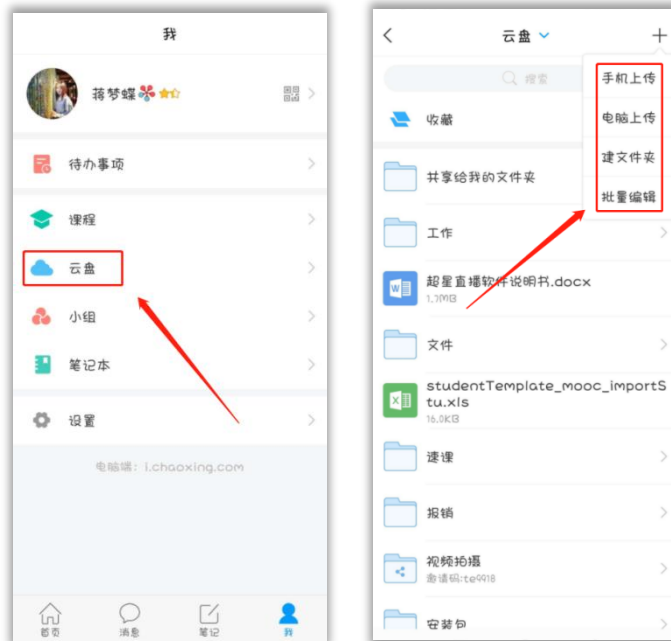 我
蒋梦蝶
待办事项
课程
云盘
小组
笔记本
设置
电脑端：i.chaoxing.com
首页
消息
笔记
我
云盘
搜索
手机上传
电脑上传
建文件夹
批量编辑
收藏
共享给我的文件夹
工作
超星直播软件说明书.docx
1.7MB
文件
studentTemplate_mooc_importS
tu.xls
16.0KB
速课
报销
视频拍摄
邀请码:te9918
安装包